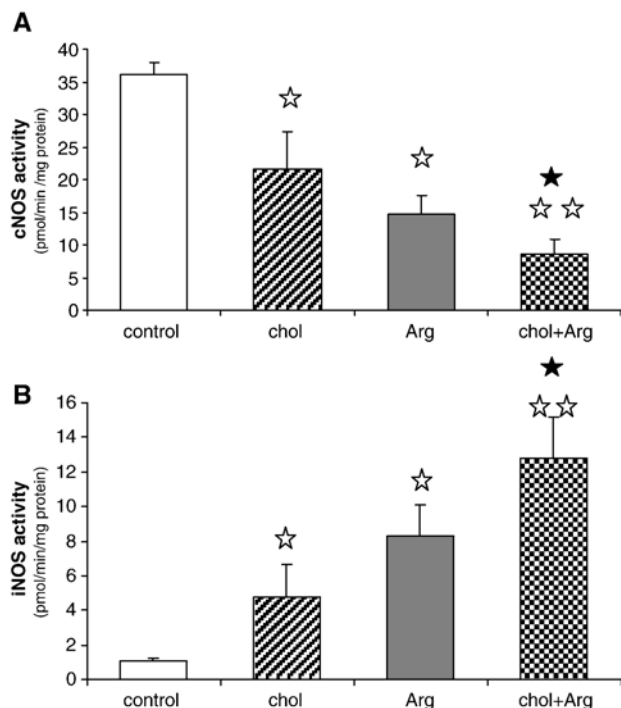 A
cNOS activity
(pmol/min /mg protein)
40
35
30
25
20
15
10
5
0
control chol Arg chol+Arg
B
iNOS activity
(pmol/min/mg protein)
16
14
12
10
8
6
4
2
0
control chol Arg chol+Arg